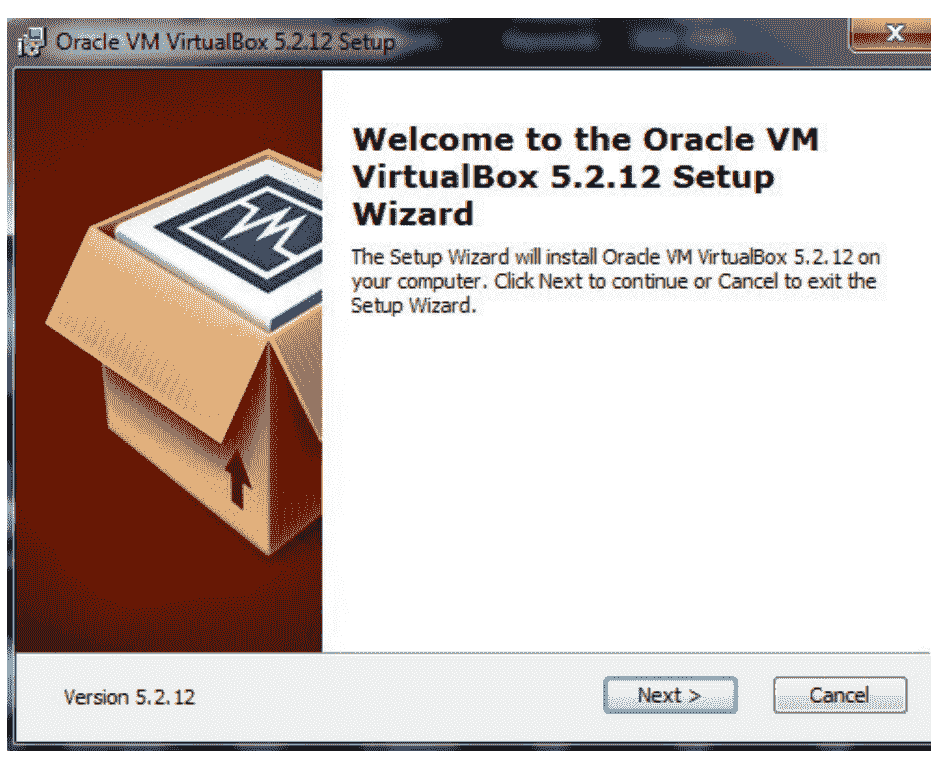 Oracle VM VirtualBox 5.2.12 Setup
Welcome to the Oracle VM
VirtualBox 5.2.12 Setup
Wizard
The Setup Wizard will install Oracle VM VirtualBox 5.2.12 on
your computer. Click Next to continue or Cancel to exit the
Setup Wizard.
Version 5.2.12
Next >
Cancel